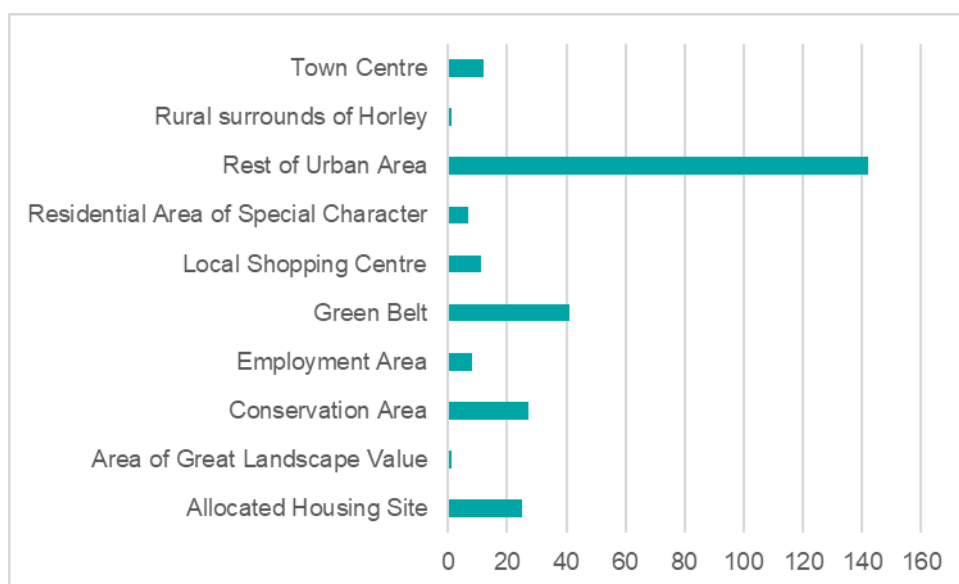 Town Centre
Rural surrounds of Horley
Rest of Urban Area
Residential Area of Special Character
Local Shopping Centre
Green Belt
Employment Area
Conservation Area
Area of Great Landscape Value
Allocated Housing Site
0 20 40 60 80 100 120 140 160